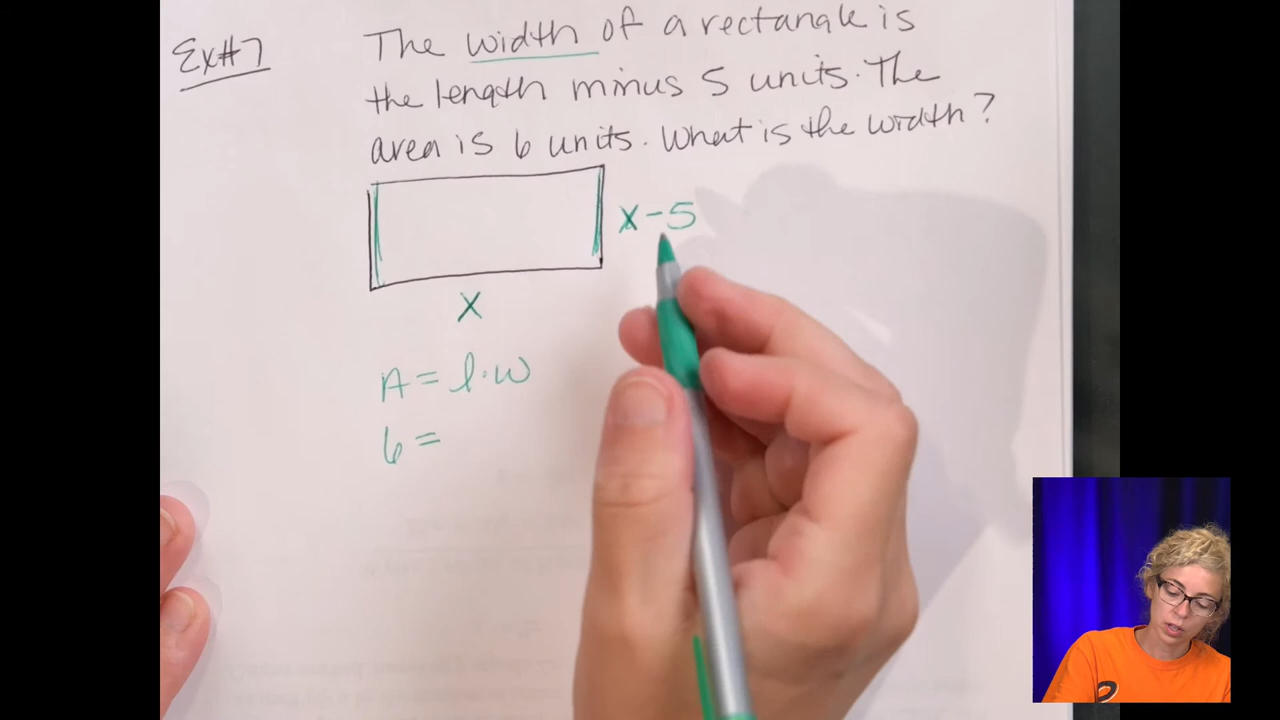 Ex#7
The width of a rectangle is
the length minus 5 units. The
area is 6 units. What is the width?
x-5
x
A = l·w
6 =